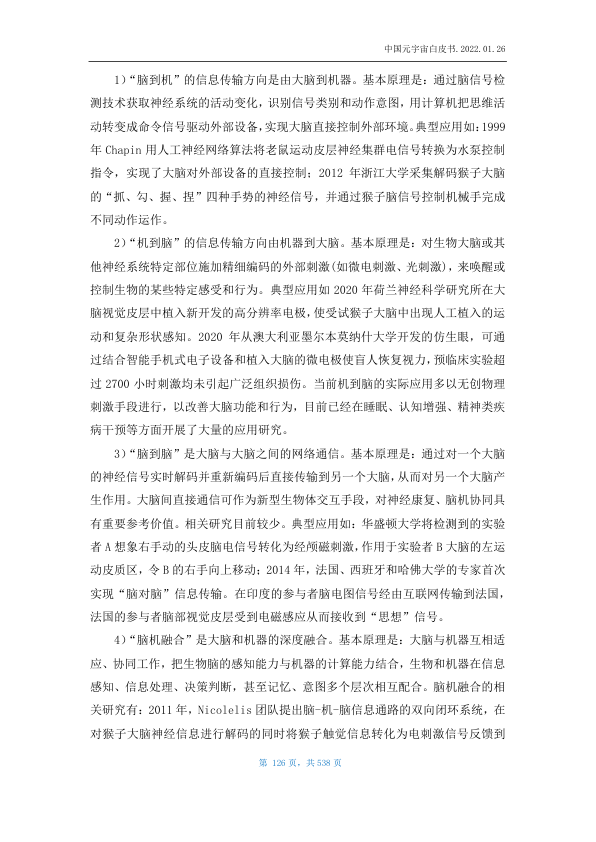 中国元宇宙白皮书.2022.01.26
1)“脑到机”的信息传输方向是由大脑到机器。基本原理是：通过脑信号检
测技术获取神经系统的活动变化，识别信号类别和动作意图，用计算机把思维活
动转变成命令信号驱动外部设备,实现大脑直接控制外部环境。典型应用如：1999
年 Chapin 用人工神经网络算法将老鼠运动皮层神经集群电信号转换为水泵控制
指令，实现了大脑对外部设备的直接控制；2012 年浙江大学采集解码猴子大脑
的“抓、勾、握、捏”四种手势的神经信号，并通过猴子脑信号控制机械手完成
不同动作运作。
2)“机到脑”的信息传输方向由机器到大脑。基本原理是：对生物大脑或其
他神经系统特定部位施加精细编码的外部刺激(如微电刺激、光刺激)，来唤醒或
控制生物的某些特定感受和行为。典型应用如 2020 年荷兰神经科学研究所在大
脑视觉皮层中植入新开发的高分辨率电极,使受试猴子大脑中出现人工植入的运
动和复杂形状感知。2020 年从澳大利亚墨尔本莫纳什大学开发的仿生眼，可通
过结合智能手机式电子设备和植入大脑的微电极使盲人恢复视力,预临床实验超
过 2700 小时刺激均未引起广泛组织损伤。当前机到脑的实际应用多以无创物理
刺激手段进行，以改善大脑功能和行为，目前已经在睡眠、认知增强、精神类疾
病干预等方面开展了大量的应用研究。
3)“脑到脑”是大脑与大脑之间的网络通信。基本原理是：通过对一个大脑
的神经信号实时解码并重新编码后直接传输到另一个大脑,从而对另一个大脑产
生作用。大脑间直接通信可作为新型生物体交互手段，对神经康复、脑机协同具
有重要参考价值。相关研究目前较少。典型应用如：华盛顿大学将检测到的实验
者 A 想象右手动的头皮脑电信号转化为经颅磁刺激,作用于实验者 B 大脑的左运
动皮质区，令 B 的右手向上移动；2014 年，法国、西班牙和哈佛大学的专家首次
实现“脑对脑”信息传输。在印度的参与者脑电图信号经由互联网传输到法国，
法国的参与者脑部视觉皮层受到电磁感应从而接收到“思想”信号。
4)“脑机融合”是大脑和机器的深度融合。基本原理是：大脑与机器互相适
应、协同工作，把生物脑的感知能力与机器的计算能力结合，生物和机器在信息
感知、信息处理、决策判断，甚至记忆、意图多个层次相互配合。脑机融合的相
关研究有：2011 年，Nicolelis 团队提出脑-机-脑信息通路的双向闭环系统，在
对猴子大脑神经信息进行解码的同时将猴子触觉信息转化为电刺激信号反馈到
第 126 页，共 538 页